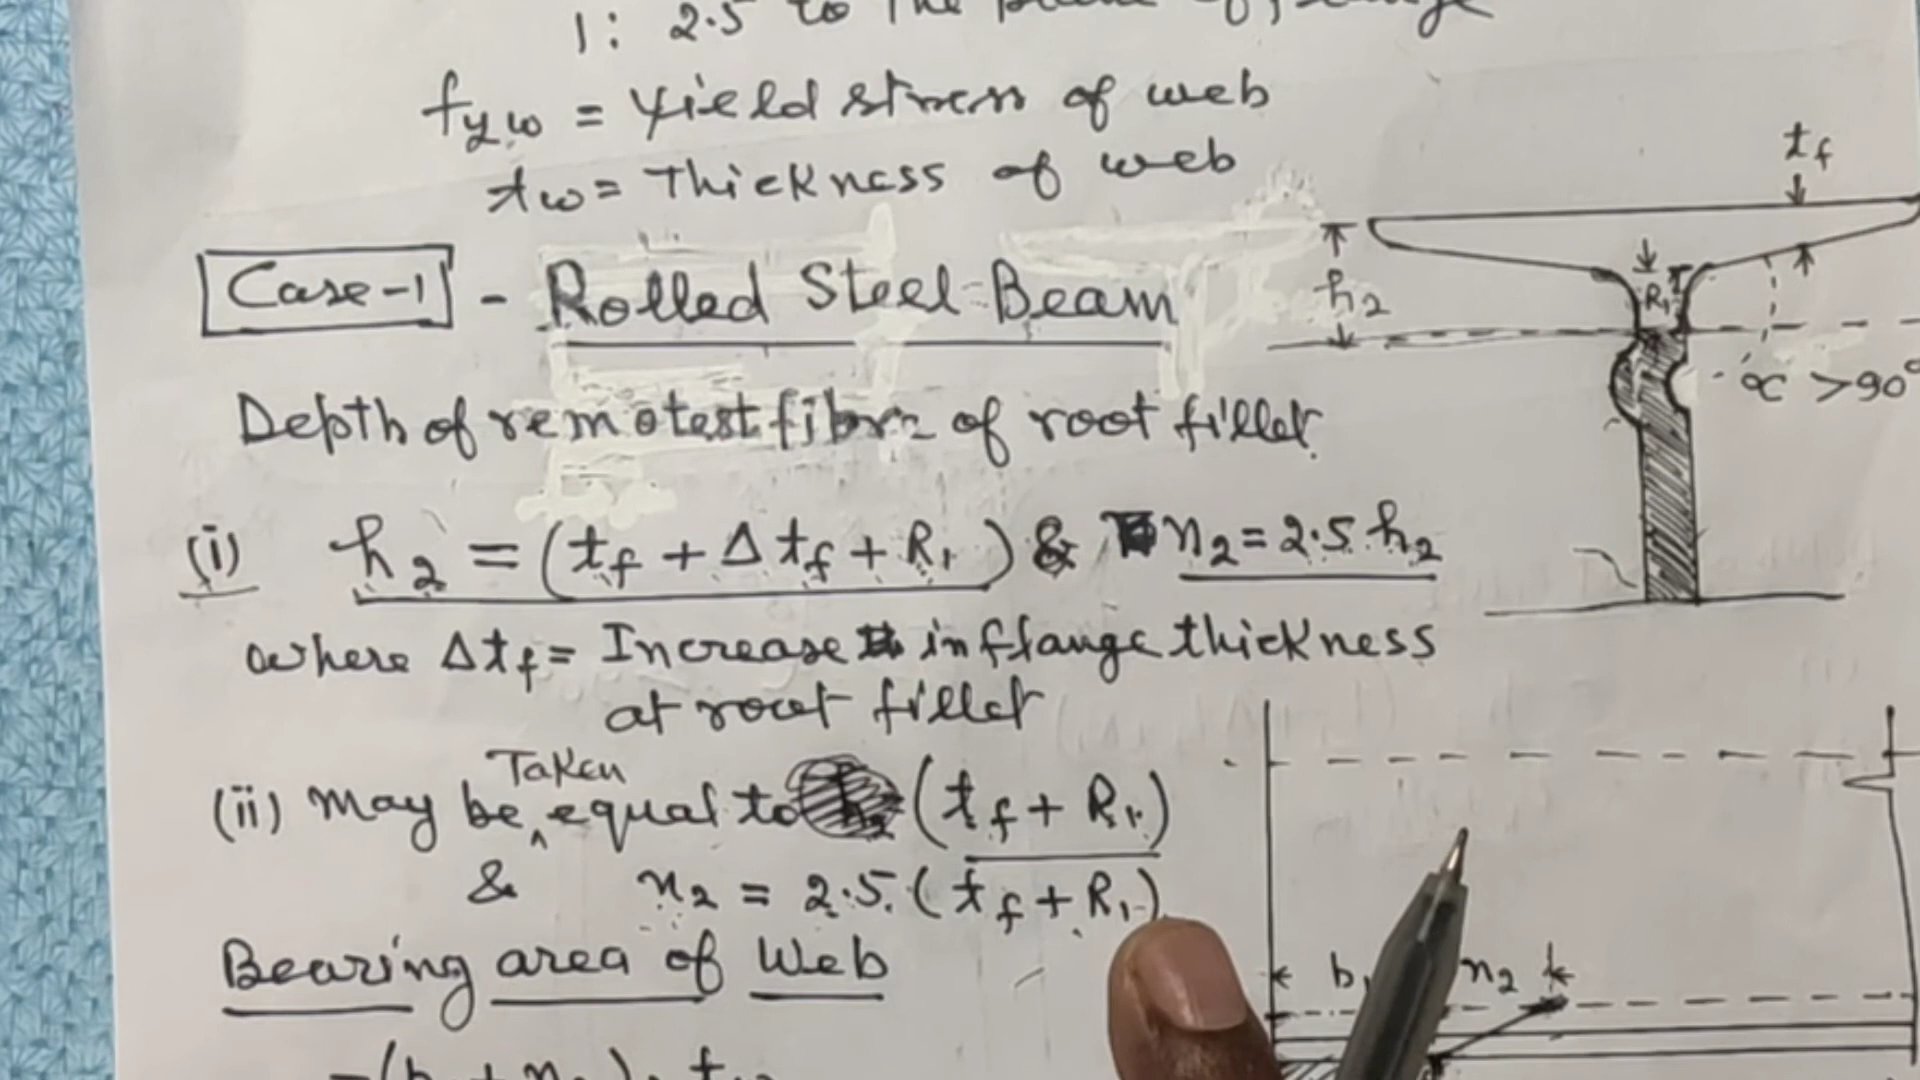 1: 2.5 to the plane of flange
fyw = Yield stress of web
tw = Thickness of web
Case-1 - Rolled Steel Beam
Depth of remotest fibre of root fillet
(i) h2 = (tf + Δtf + R1) & n2 = 2.5 h2
where Δtf = Increase in flange thickness
at root fillet
(ii) May be Taken equal to (tf + R1)
& n2 = 2.5 (tf + R1)
Bearing area of Web
tf
h2
R1
α > 90°
b1
n2